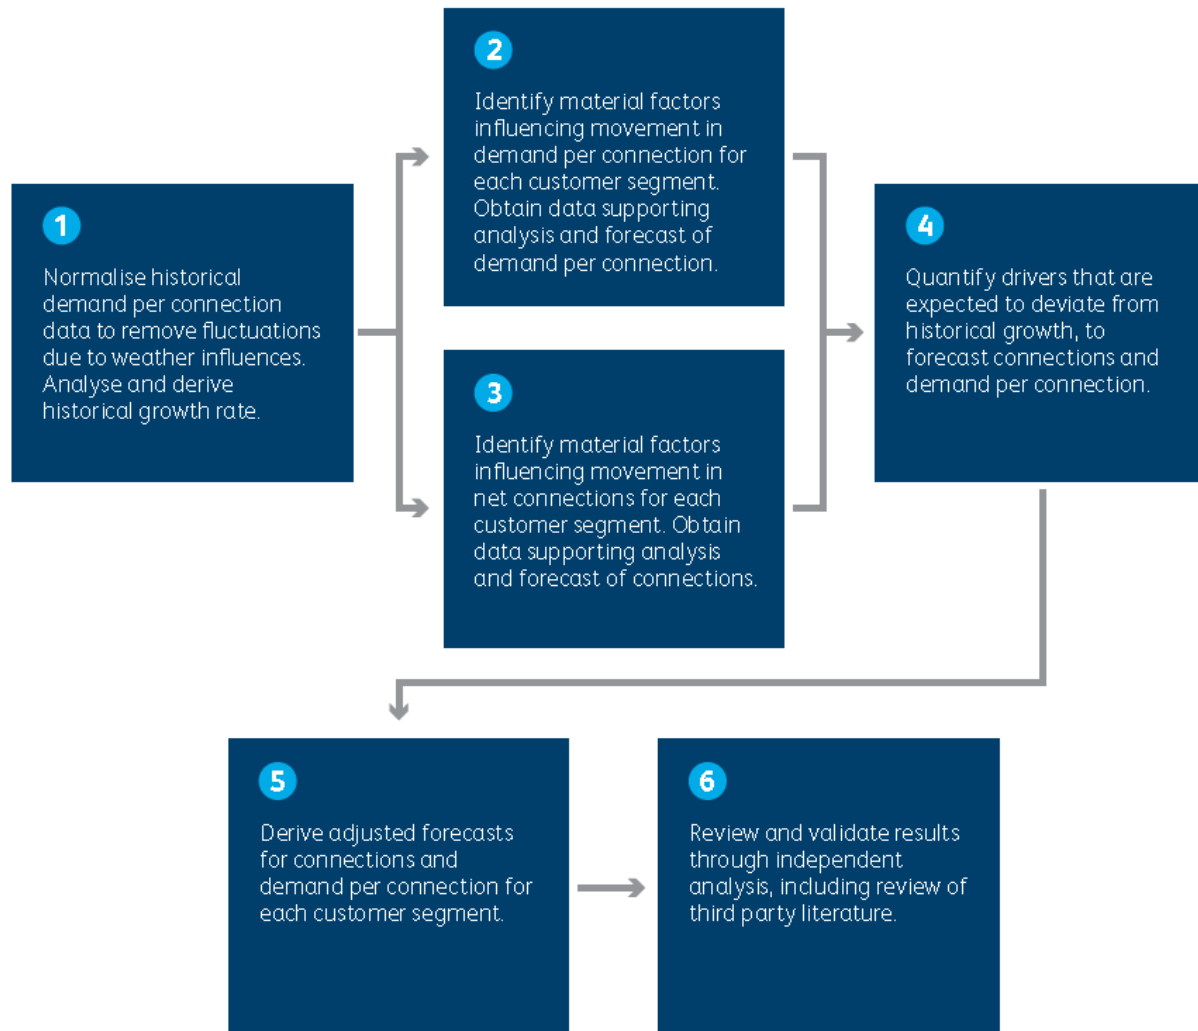 1
Normalise historical
demand per connection
data to remove fluctuations
due to weather influences.
Analyse and derive
historical growth rate.
2
Identify material factors
influencing movement in
demand per connection for
each customer segment.
Obtain data supporting
analysis and forecast of
demand per connection.
3
Identify material factors
influencing movement in
net connections for each
customer segment. Obtain
data supporting analysis
and forecast of connections.
4
Quantify drivers that are
expected to deviate from
historical growth, to
forecast connections and
demand per connection.
5
Derive adjusted forecasts
for connections and
demand per connection for
each customer segment.
6
Review and validate results
through independent
analysis, including review of
third party literature.